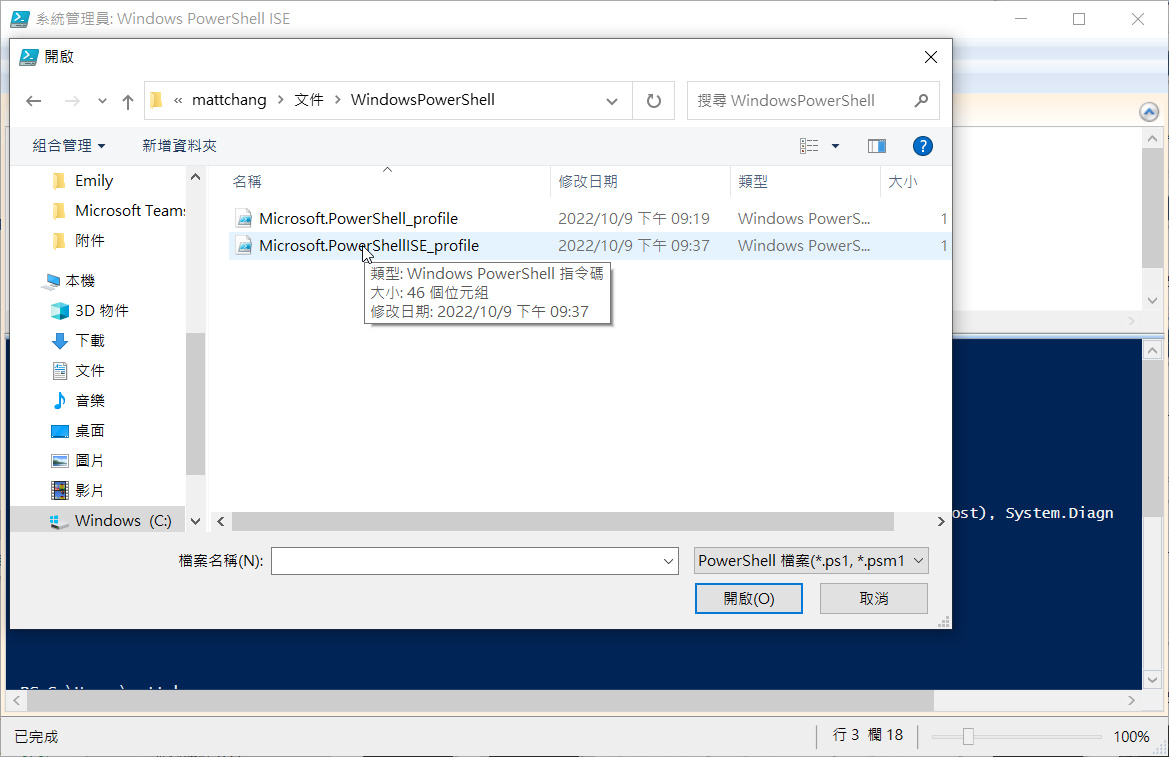 系統管理員: Windows PowerShell ISE
開啟
« mattchang > 文件 > WindowsPowerShell
搜尋 WindowsPowerShell
組合管理
新增資料夾
Emily
Microsoft Teams
附件
本機
3D 物件
下載
文件
音樂
桌面
圖片
影片
Windows (C:)
名稱 修改日期 類型 大小
Microsoft.PowerShell_profile 2022/10/9 下午 09:19 Windows PowerS... 1
Microsoft.PowerShellISE_profile 2022/10/9 下午 09:37 Windows PowerS... 1
類型: Windows PowerShell 指令碼
大小: 46 個位元組
修改日期: 2022/10/9 下午 09:37
ost), System.Diagn
檔案名稱(N):
PowerShell 檔案(*.ps1, *.psm1
開啟(O)
取消
已完成
行 3 欄 18
100%